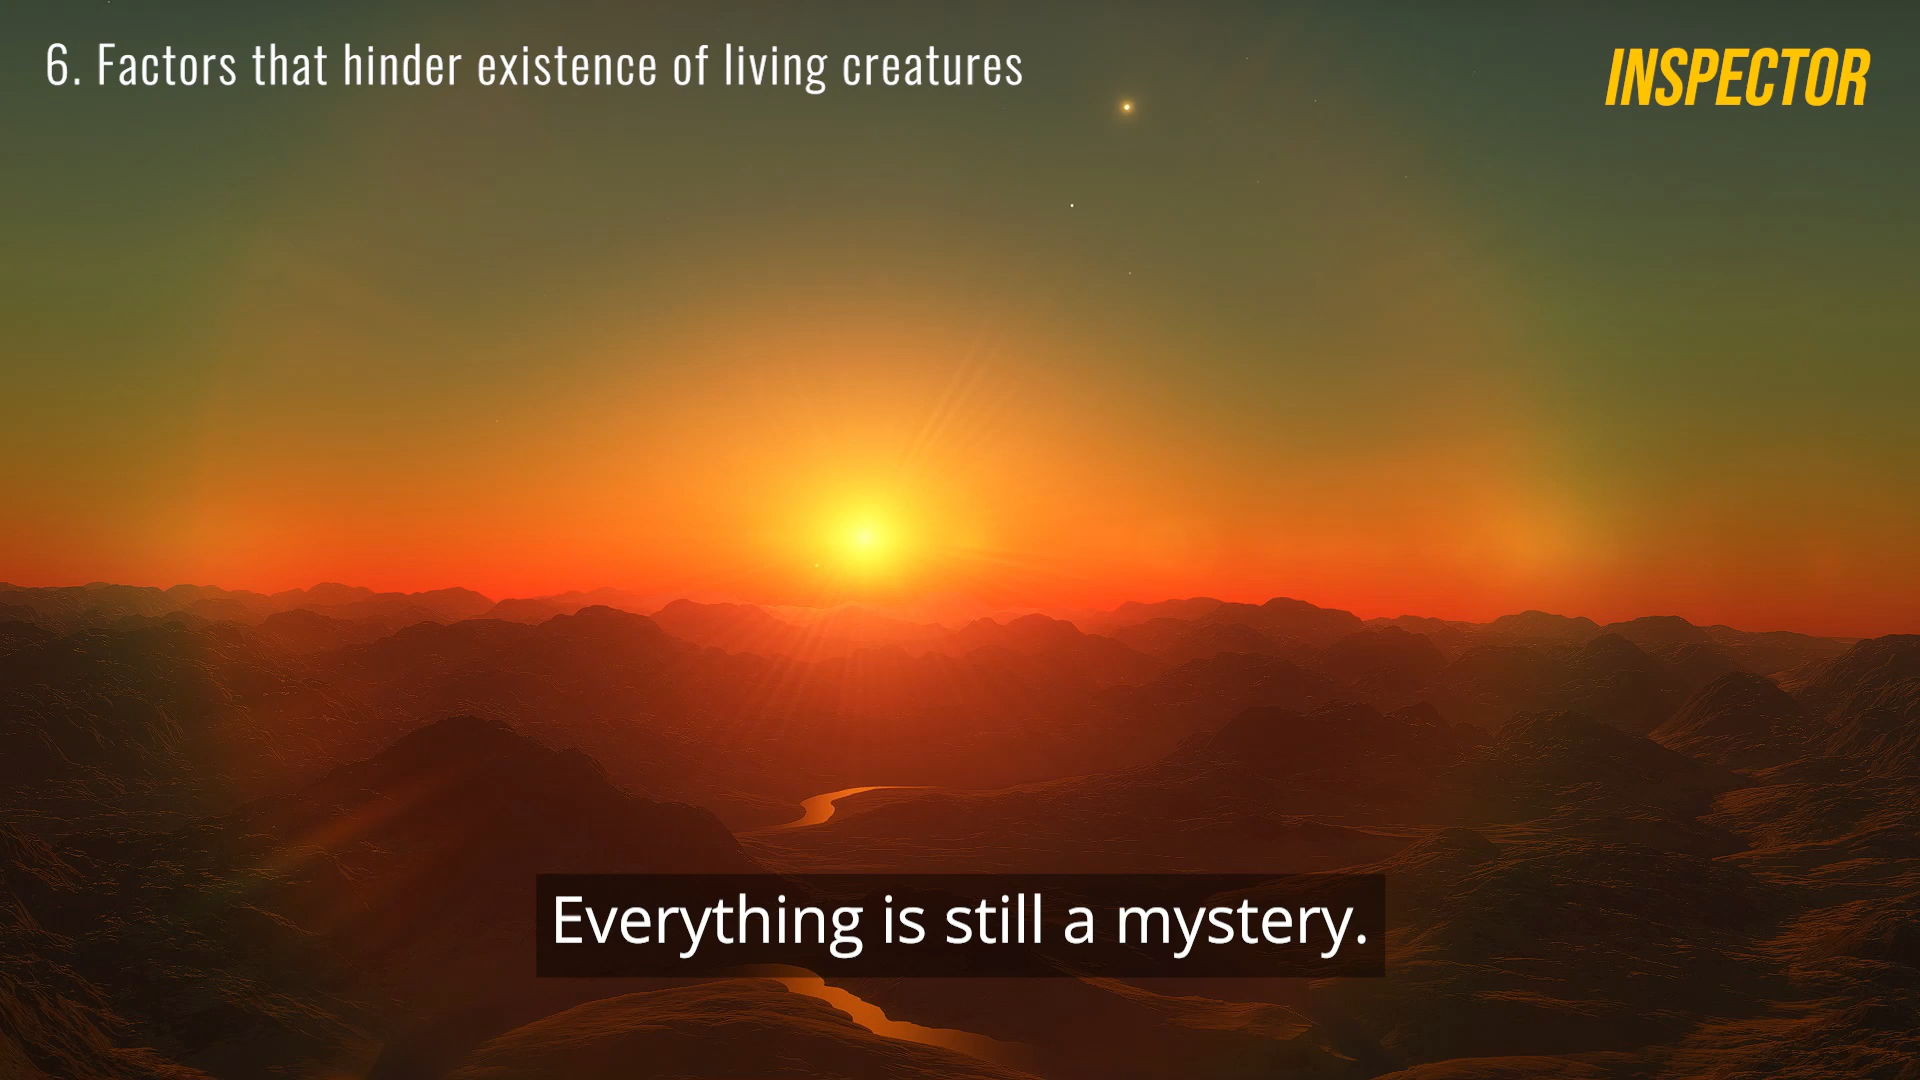 6. Factors that hinder existence of living creatures
INSPECTOR
Everything is still a mystery.